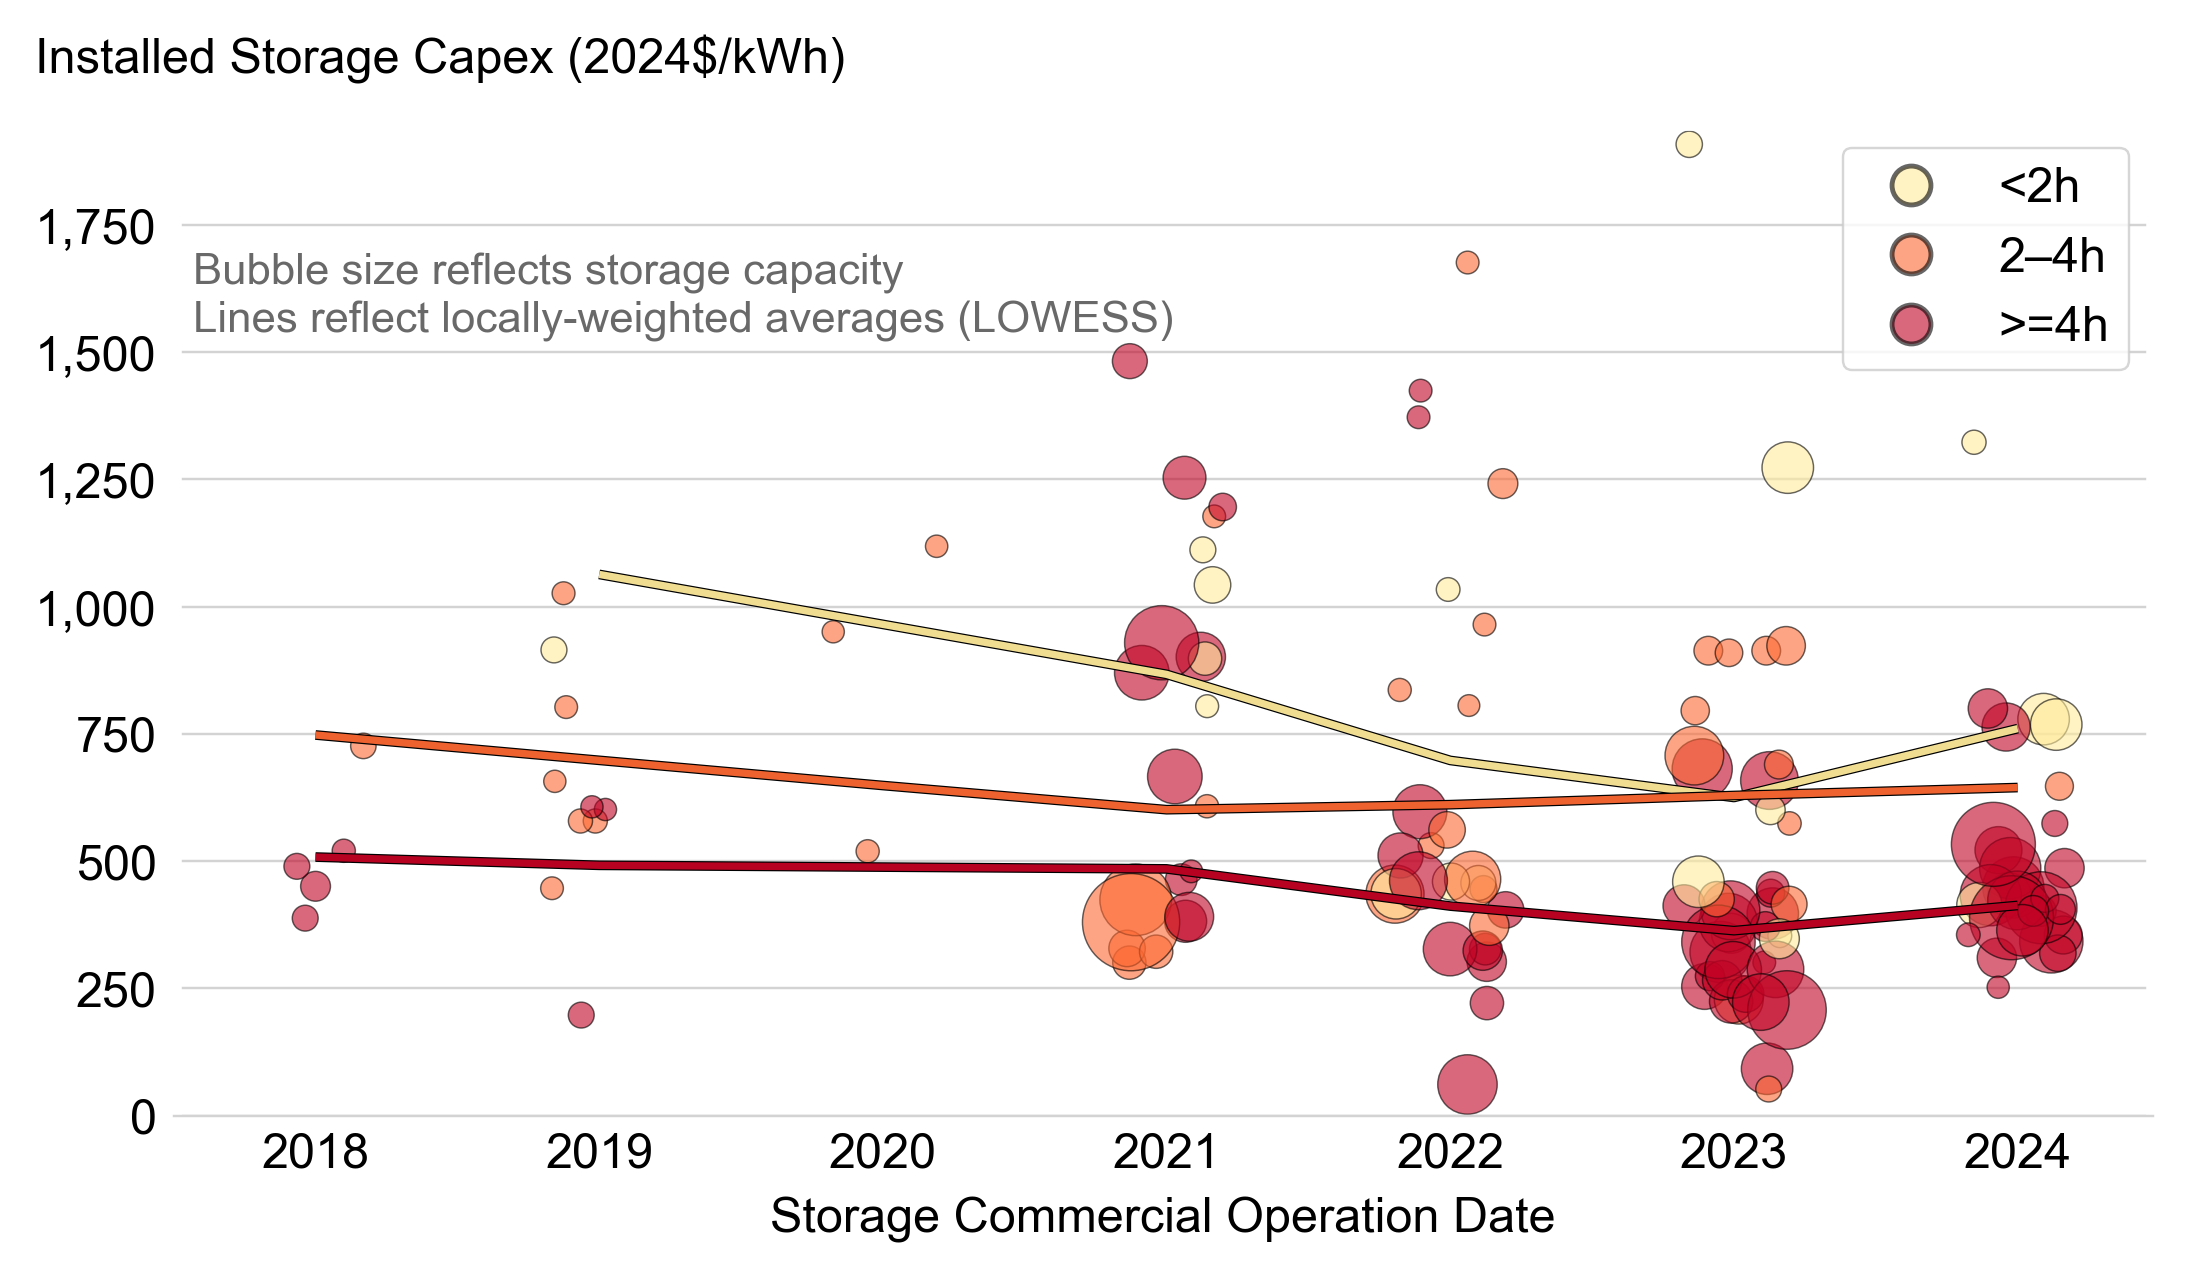 Installed Storage Capex (2024$/kWh)
<2h
2–4h
>=4h
Bubble size reflects storage capacity
Lines reflect locally-weighted averages (LOWESS)
1,750
1,500
1,250
1,000
750
500
250
0
2018 2019 2020 2021 2022 2023 2024
Storage Commercial Operation Date